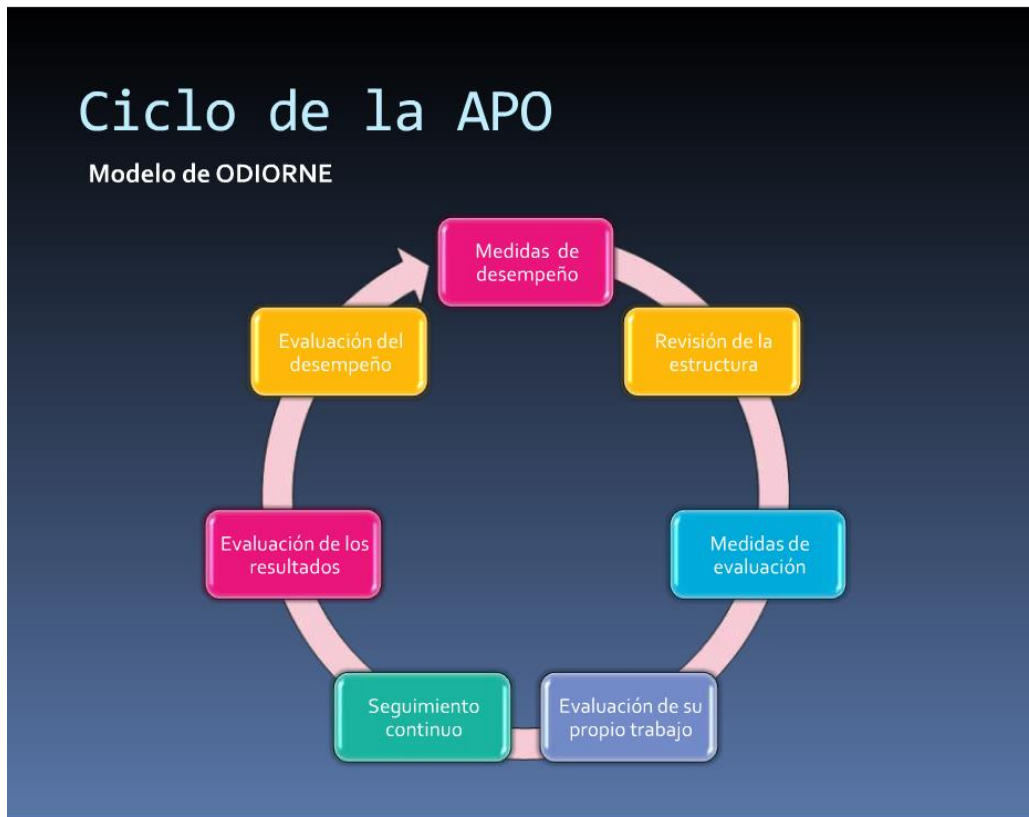 Ciclo de la APO
Modelo de ODIORNE
Medidas de
desempeño
Revisión de la
estructura
Medidas de
evaluación
Evaluación de su
propio trabajo
Seguimiento
continuo
Evaluación de los
resultados
Evaluación del
desempeño